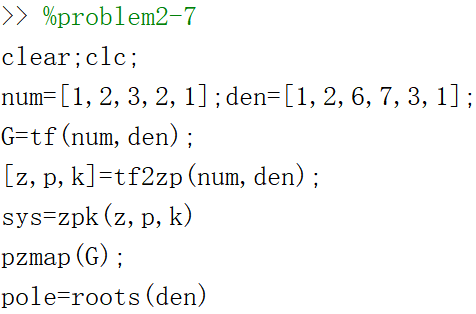 >> %problem2-7
clear;clc;
num=[1,2,3,2,1];den=[1,2,6,7,3,1];
G=tf(num,den);
[z,p,k]=tf2zp(num,den);
sys=zpk(z,p,k)
pzmap(G);
pole=roots(den)